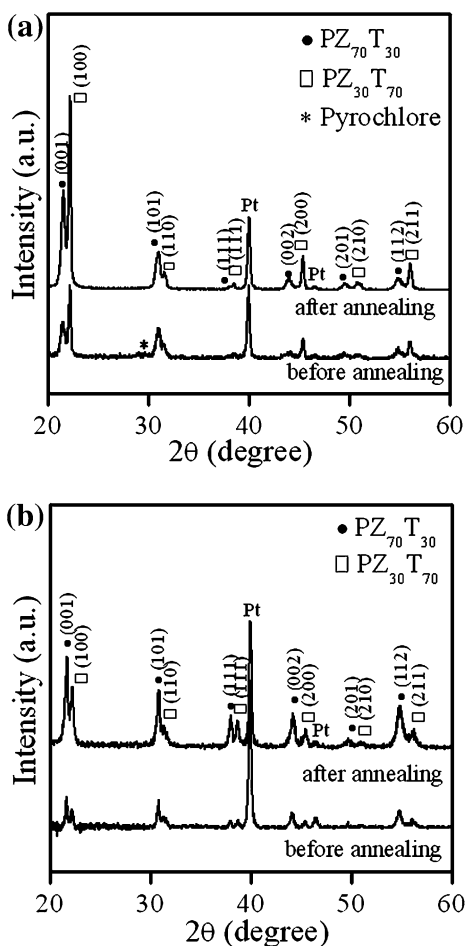 (a)
● PZ₇₀T₃₀
□ PZ₃₀T₇₀
* Pyrochlore
● (001)
□ (100)
● (101)
□ (110)
● (111)
□ (111)
Pt
● (002)
□ (200)
Pt
● (201)
□ (210)
● (112)
□ (211)
after annealing
*
before annealing
Intensity (a.u.)
20 30 40 50 60
2θ (degree)
(b)
● PZ₇₀T₃₀
□ PZ₃₀T₇₀
● (001)
□ (100)
● (101)
□ (110)
● (111)
□ (111)
Pt
● (002)
□ (200)
Pt
● (201)
□ (210)
● (112)
□ (211)
after annealing
before annealing
Intensity (a.u.)
20 30 40 50 60
2θ (degree)